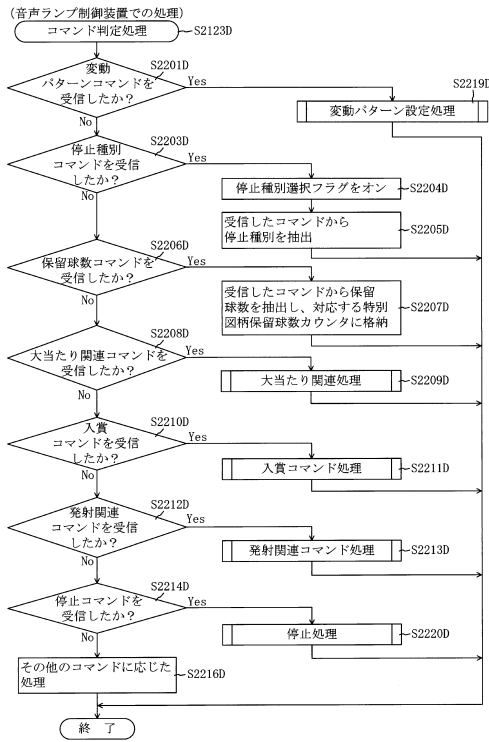 (音声ランプ制御装置での処理)
コマンド判定処理
S2123D
変動
パターンコマンドを
受信したか？
S2201D
Yes
No
S2219D
変動パターン設定処理
停止種別
コマンドを受信
したか？
S2203D
Yes
No
停止種別選択フラグをオン
S2204D
受信したコマンドから
停止種別を抽出
S2205D
保留球数コマンドを
受信したか？
S2206D
Yes
No
受信したコマンドから保留
球数を抽出し、対応する特別
図柄保留球数カウンタに格納
S2207D
大当たり関連コマンドを
受信したか？
S2208D
Yes
No
大当たり関連処理
S2209D
入賞
コマンドを受信
したか？
S2210D
Yes
No
入賞コマンド処理
S2211D
発射関連
コマンドを受信
したか？
S2212D
Yes
No
発射関連コマンド処理
S2213D
停止コマンドを
受信したか？
S2214D
Yes
No
停止処理
S2220D
その他のコマンドに応じた
処理
S2216D
終 了